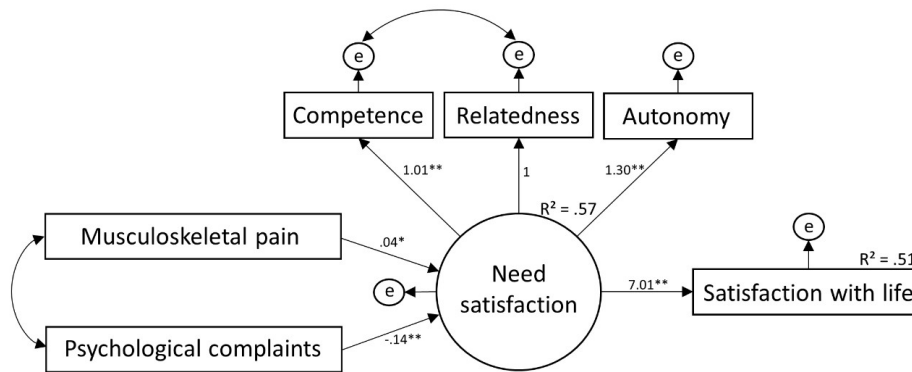 e
e
e
Competence
Relatedness
Autonomy
1.01**
1
1.30**
R² = .57
Musculoskeletal pain
.04*
e
R² = .51
Need
satisfaction
e
7.01**
Satisfaction with life
Psychological complaints
-.14**